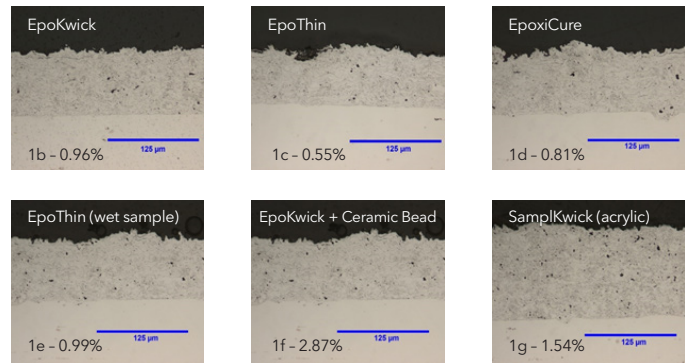 EpoKwick
125 µm
1b – 0.96%
EpoThin
125 µm
1c – 0.55%
EpoxiCure
125 µm
1d – 0.81%
EpoThin (wet sample)
125 µm
1e – 0.99%
EpoKwick + Ceramic Bead
125 µm
1f – 2.87%
SamplKwick (acrylic)
125 µm
1g – 1.54%